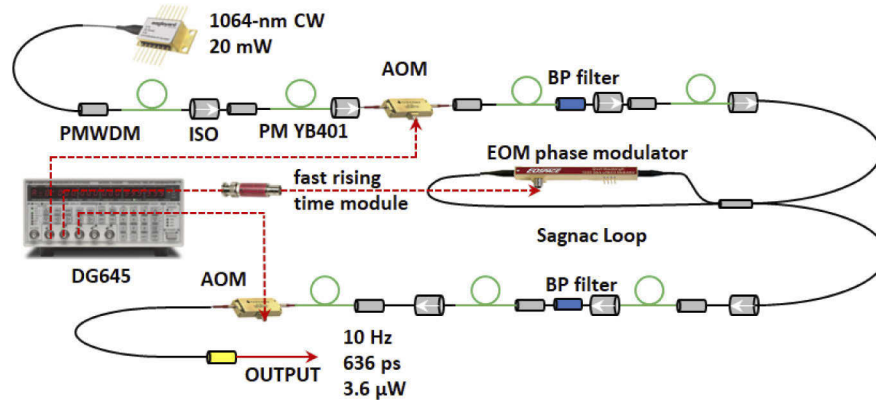 1064-nm CW
20 mW
AOM
BP filter
PMWDM
ISO
PM YB401
EOM phase modulator
EOSPACE
fast rising
time module
Sagnac Loop
DG645
AOM
BP filter
10 Hz
636 ps
3.6 µW
OUTPUT